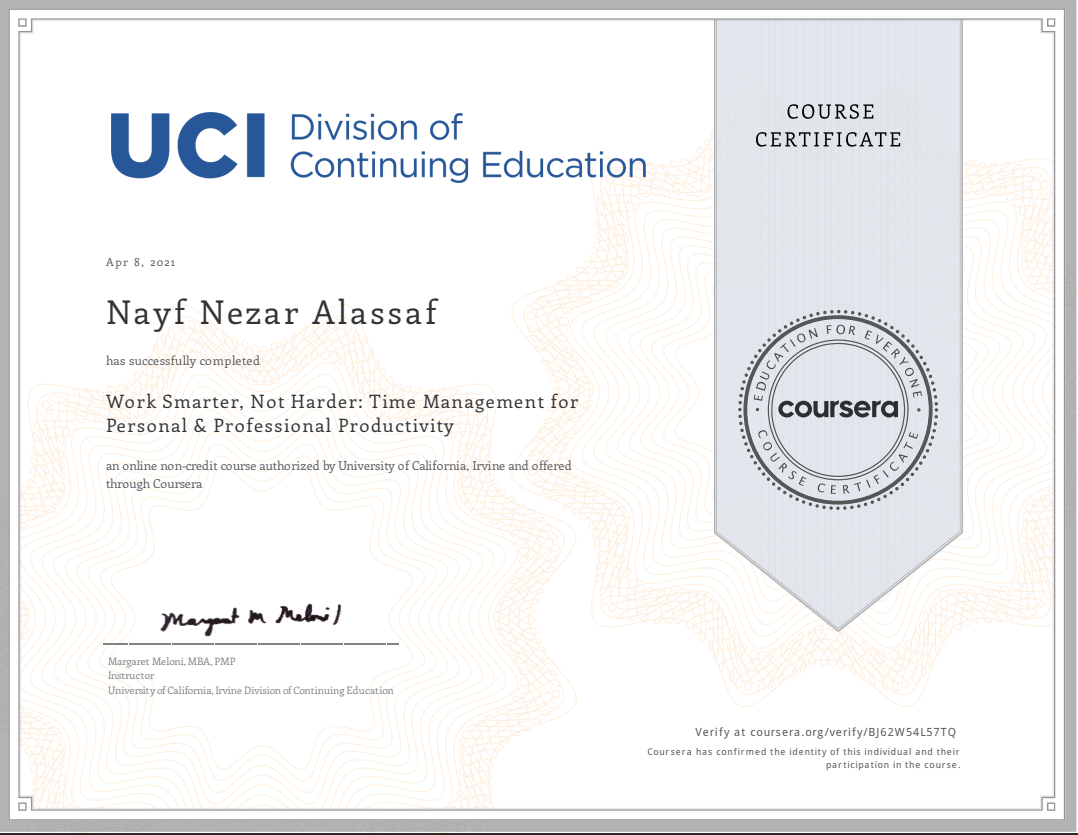 UCI Division of
Continuing Education
COURSE
CERTIFICATE
Apr 8, 2021
Nayf Nezar Alassaf
has successfully completed
Work Smarter, Not Harder: Time Management for
Personal & Professional Productivity
an online non-credit course authorized by University of California, Irvine and offered
through Coursera
EDUCATION FOR EVERYONE
coursera
COURSE CERTIFICATE
Margaret M Meloni
Margaret Meloni, MBA, PMP
Instructor
University of California, Irvine Division of Continuing Education
Verify at coursera.org/verify/BJ62W54L57TQ
Coursera has confirmed the identity of this individual and their
participation in the course.